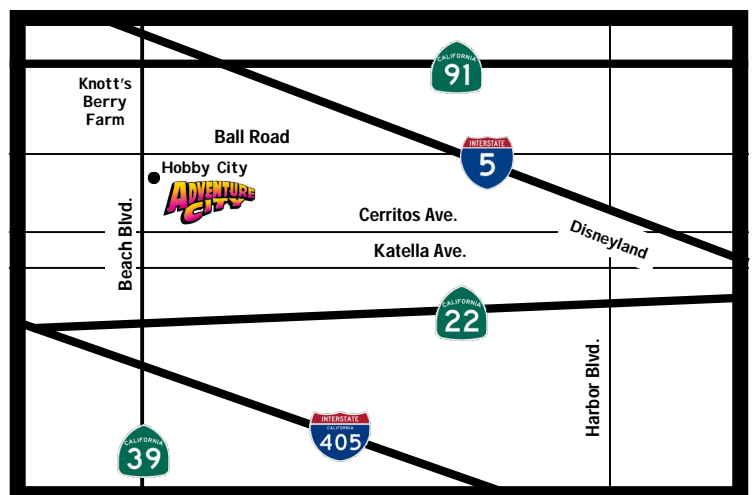 CALIFORNIA
91
Knott's
Berry
Farm
Ball Road
INTERSTATE
5
Hobby City
ADVENTURE
CITY
Beach Blvd.
Cerritos Ave.
Disneyland
Katella Ave.
CALIFORNIA
22
Harbor Blvd.
INTERSTATE
CALIFORNIA
405
CALIFORNIA
39